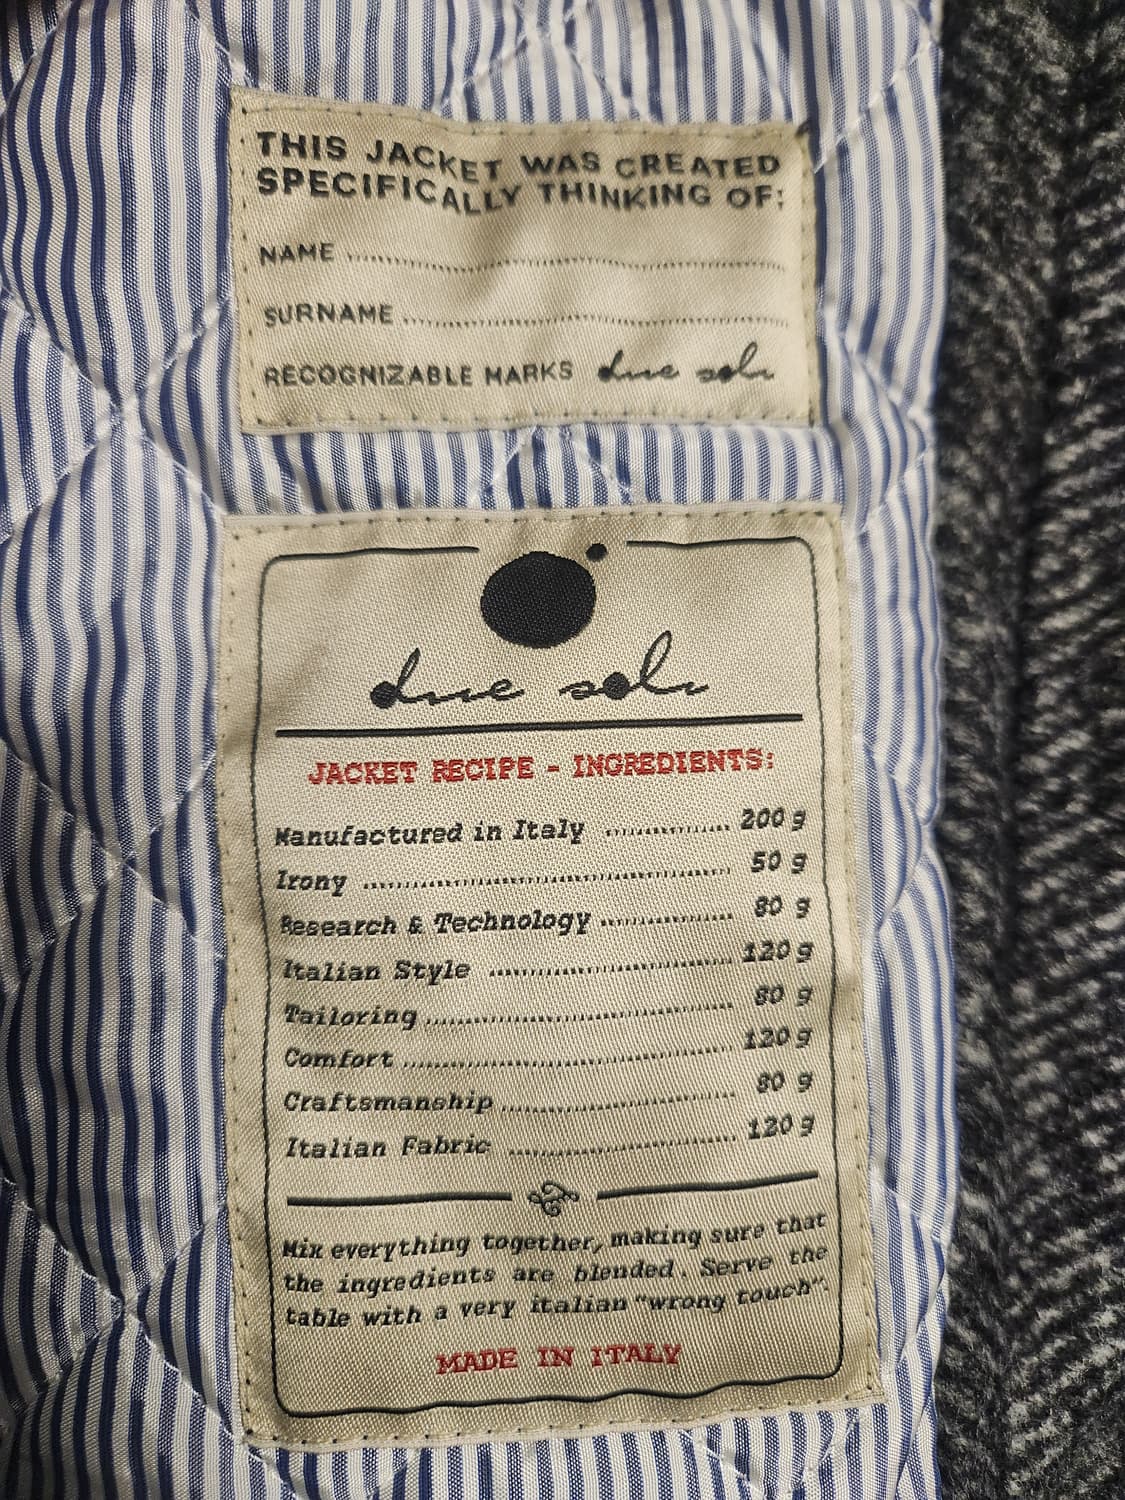 THIS JACKET WAS CREATED
SPECIFICALLY THINKING OF:
NAME ..........
SURNAME ..........
RECOGNIZABLE MARKS due soli
due soli
JACKET RECIPE - INGREDIENTS:
Manufactured in Italy .......... 200 g
Irony .......... 50 g
Research & Technology .......... 80 g
Italian Style .......... 120 g
Tailoring .......... 80 g
Comfort .......... 120 g
Craftsmanship .......... 80 g
Italian Fabric .......... 120 g
Mix everything together, making sure that
the ingredients are blended. Serve the
table with a very italian "wrong touch".
MADE IN ITALY